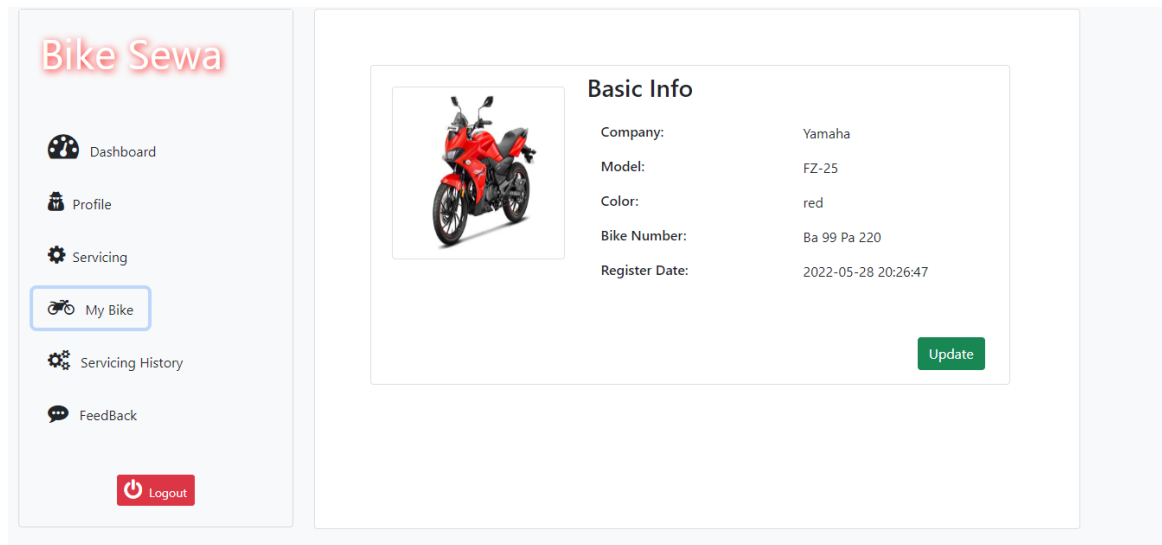 Bike Sewa
Dashboard
Profile
Servicing
My Bike
Servicing History
FeedBack
Logout
Basic Info
Company: Yamaha
Model: FZ-25
Color: red
Bike Number: Ba 99 Pa 220
Register Date: 2022-05-28 20:26:47
Update